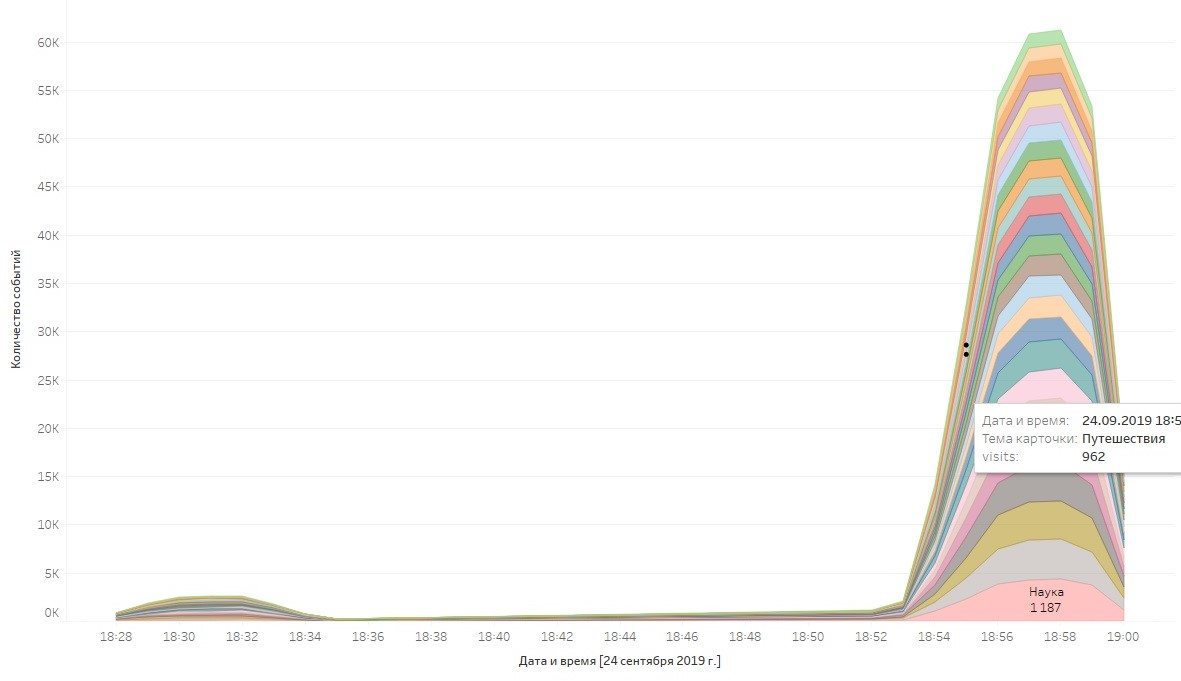 60K
55K
50K
45K
40K
35K
30K
25K
20K
15K
10K
5K
0K
Количество событий
Дата и время: 24.09.2019 18:5
Тема карточки: Путешествия
visits: 962
Наука
1 187
18:28 18:30 18:32 18:34 18:36 18:38 18:40 18:42 18:44 18:46 18:48 18:50 18:52 18:54 18:56 18:58 19:00
Дата и время [24 сентября 2019 г.]